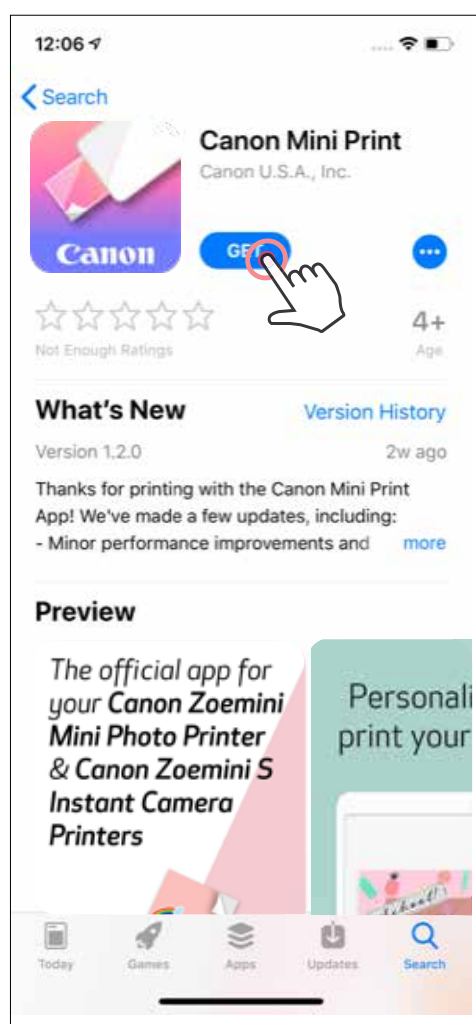 12:06
Search
Canon Mini Print
Canon U.S.A., Inc.
Canon
GET
4+
Not Enough Ratings
Age
What's New
Version History
Version 1.2.0
2w ago
Thanks for printing with the Canon Mini Print
App! We've made a few updates, including:
- Minor performance improvements and more
Preview
The official app for
your Canon Zoemini
Mini Photo Printer
& Canon Zoemini S
Instant Camera
Printers
Personali
print your
Today
Games
Apps
Updates
Search